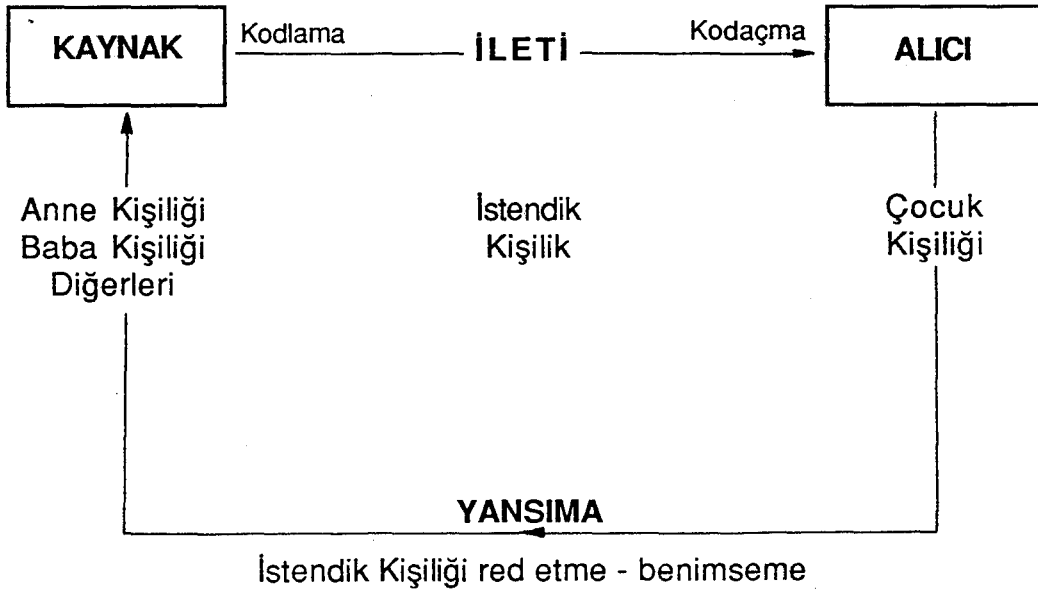 KAYNAK
Kodlama
İLETİ
Kodaçma
ALICI
Anne Kişiliği
Baba Kişiliği
Diğerleri
İstendik
Kişilik
Çocuk
Kişiliği
YANSIMA
İstendik Kişiliği red etme - benimseme